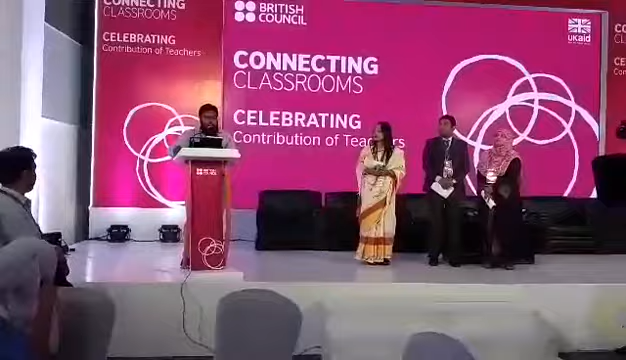 CONNECTING
CLASSROOMS
CELEBRATING
Contribution of Teachers
BRITISH
COUNCIL
UKaid
CONNECTING
CLASSROOMS
CELEBRATING
Contribution of Teachers